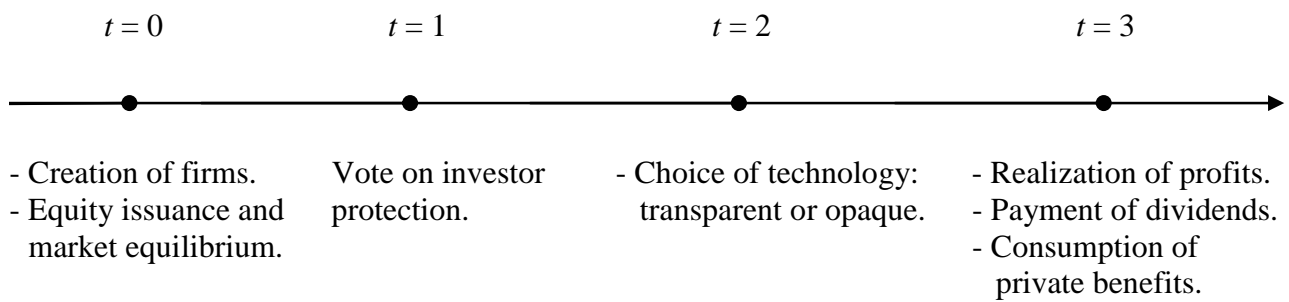 t = 0 t = 1 t = 2 t = 3
- Creation of firms.
- Equity issuance and
market equilibrium.
Vote on investor
protection.
- Choice of technology:
transparent or opaque.
- Realization of profits.
- Payment of dividends.
- Consumption of
private benefits.